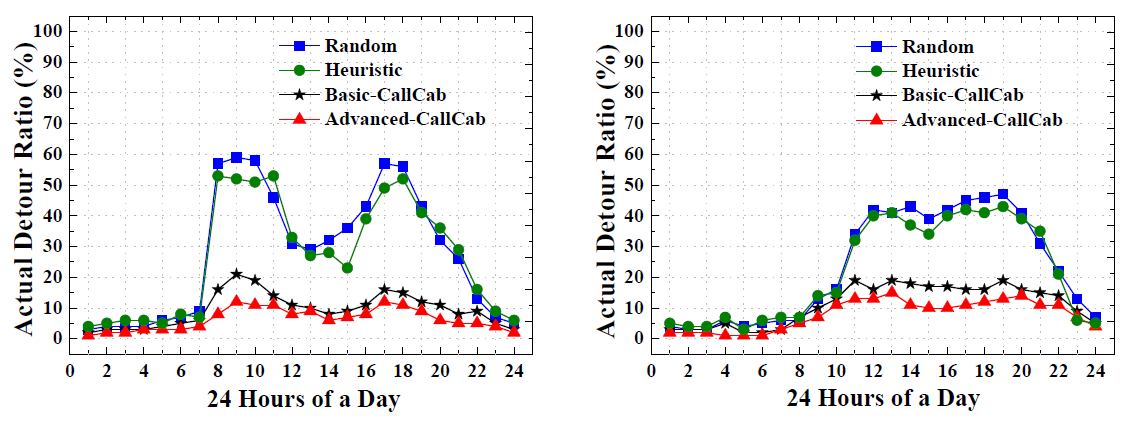 Actual Detour Ratio (%)
100
90
80
70
60
50
40
30
20
10
0
Random
Heuristic
Basic-CallCab
Advanced-CallCab
0 2 4 6 8 10 12 14 16 18 20 22 24
24 Hours of a Day
Actual Detour Ratio (%)
100
90
80
70
60
50
40
30
20
10
0
Random
Heuristic
Basic-CallCab
Advanced-CallCab
0 2 4 6 8 10 12 14 16 18 20 22 24
24 Hours of a Day